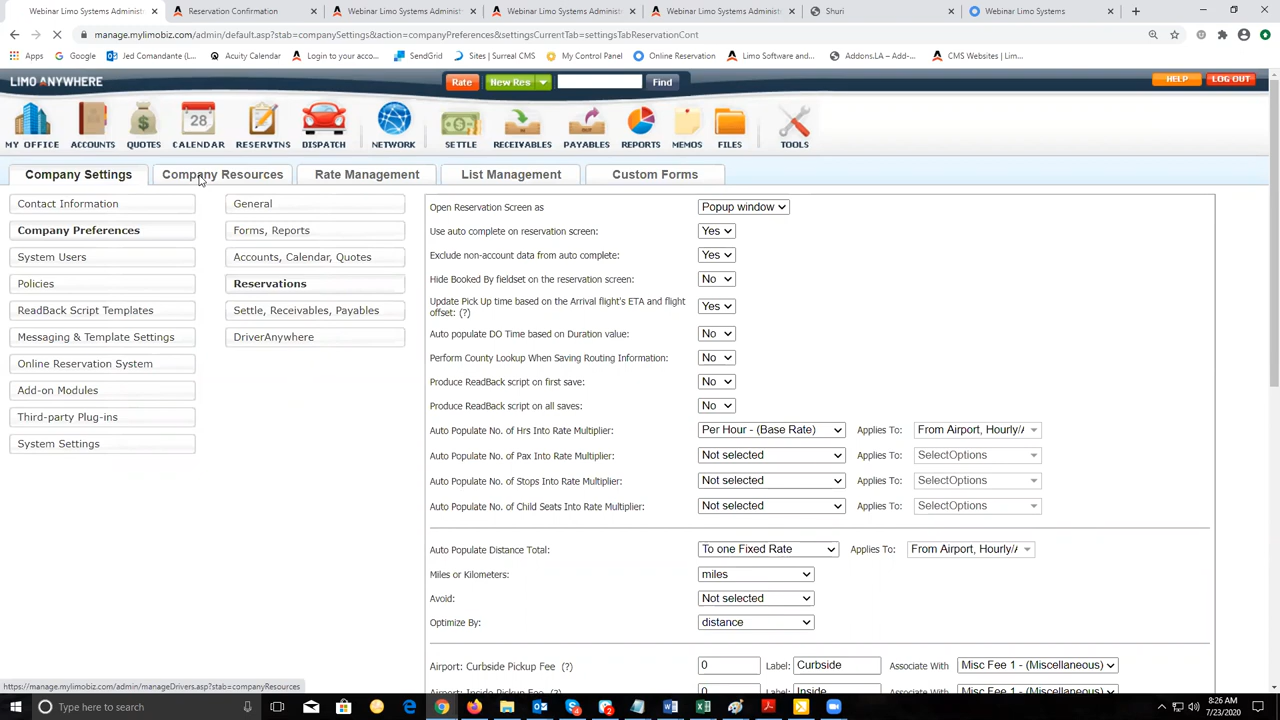 Webinar Limo Systems Administ
Reservation Confirmation
Webinar Limo Systems Administ
Webinar Limo Systems Administ
Webinar Limo Systems Administ
Shuri
Webinar Limo Systems
manage.mylimobiz.com/admin/default.asp?stab=companySettings&action=companyPreferences&settingsCurrentTab=settingsTabReservationCont
Apps
Google
Jed Comandante (...
Acuity Calendar
Login to your acco...
SendGrid
Sites | Surreal CMS
My Control Panel
Online Reservation
Limo Software and...
Addons.LA – Add-...
CMS Websites | Jim...
LIMO ANYWHERE
Rate
New Res
Find
HELP
LOG OUT
28
MY OFFICE
ACCOUNTS
QUOTES
CALENDAR
RESERVTNS
DISPATCH
NETWORK
SETTLE
RECEIVABLES
PAYABLES
REPORTS
MEMOS
FILES
TOOLS
Company Settings
Company Resources
Rate Management
List Management
Custom Forms
Contact Information
Company Preferences
System Users
Policies
ReadBack Script Templates
Messaging & Template Settings
Online Reservation System
Add-on Modules
Third-party Plug-ins
System Settings
General
Forms, Reports
Accounts, Calendar, Quotes
Reservations
Settle, Receivables, Payables
DriverAnywhere
Open Reservation Screen as
Popup window
Use auto complete on reservation screen:
Yes
Exclude non-account data from auto complete:
Yes
Hide Booked By fieldset on the reservation screen:
No
Update Pick Up time based on the Arrival flight's ETA and flight
offset: (?)
Yes
Auto populate DO Time based on Duration value:
No
Perform County Lookup When Saving Routing Information:
No
Produce ReadBack script on first save:
No
Produce ReadBack script on all saves:
No
Auto Populate No. of Hrs Into Rate Multiplier:
Per Hour - (Base Rate)
Applies To:
From Airport, Hourly/A
Auto Populate No. of Pax Into Rate Multiplier:
Not selected
Applies To:
SelectOptions
Auto Populate No. of Stops Into Rate Multiplier:
Not selected
Applies To:
SelectOptions
Auto Populate No. of Child Seats Into Rate Multiplier:
Not selected
Applies To:
SelectOptions
Auto Populate Distance Total:
To one Fixed Rate
Applies To:
From Airport, Hourly/A
Miles or Kilometers:
miles
Avoid:
Not selected
Optimize By:
distance
Airport: Curbside Pickup Fee (?)
0
Label:
Curbside
Associate With
Misc Fee 1 - (Miscellaneous)
Airport: Inside Pickup Fee (?)
0
Label:
Inside
Associate With
Misc Fee 1 - (Miscellaneous)
https://manage.mylimobiz.com/admin/manageDrivers.asp?stab=companyResources
Type here to search
8:26 AM
7/23/2020